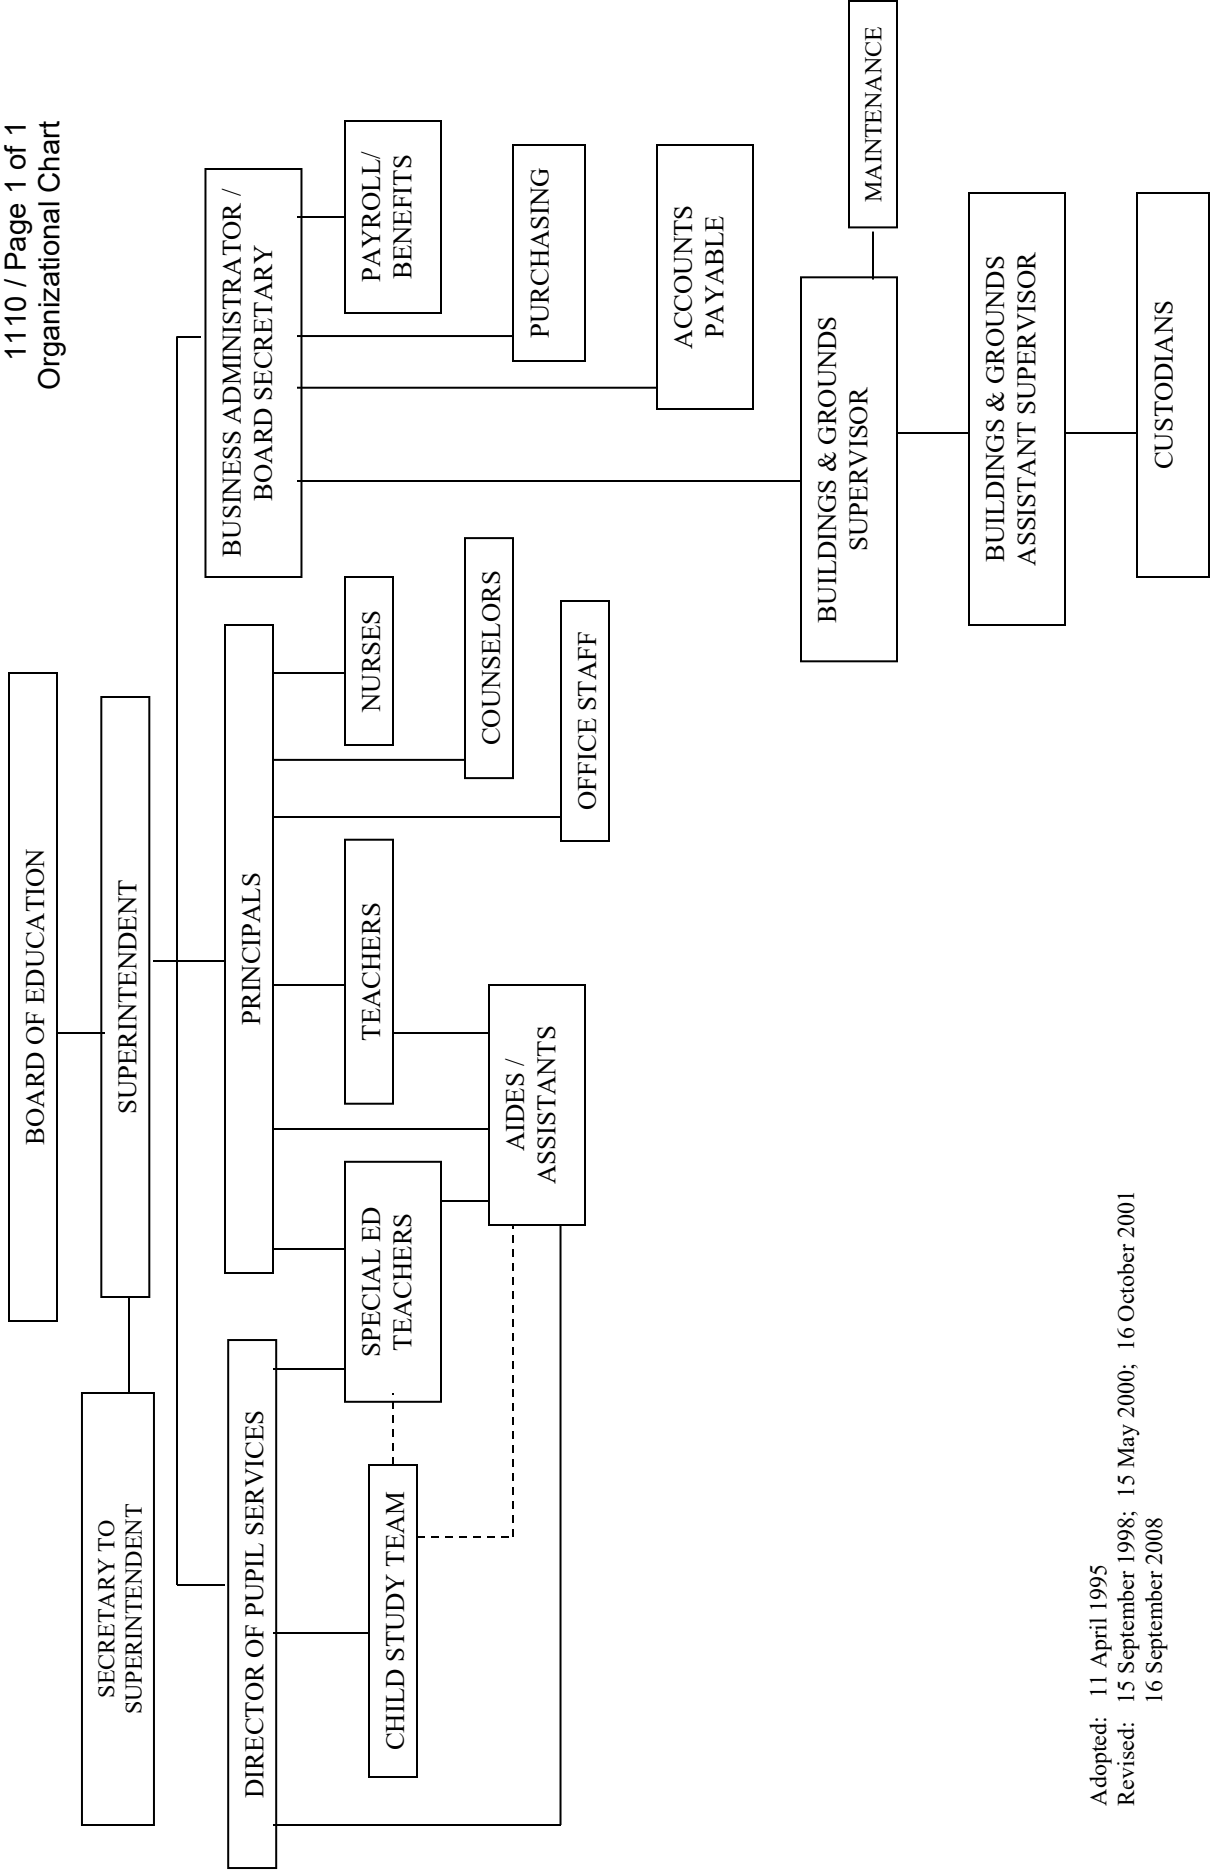 1110 / Page 1 of 1
Organizational Chart
BOARD OF EDUCATION
SECRETARY TO
SUPERINTENDENT
SUPERINTENDENT
DIRECTOR OF PUPIL SERVICES
PRINCIPALS
BUSINESS ADMINISTRATOR /
BOARD SECRETARY
CHILD STUDY TEAM
SPECIAL ED
TEACHERS
TEACHERS
NURSES
PAYROLL/
BENEFITS
AIDES /
ASSISTANTS
COUNSELORS
PURCHASING
OFFICE STAFF
ACCOUNTS
PAYABLE
BUILDINGS & GROUNDS
SUPERVISOR
MAINTENANCE
BUILDINGS & GROUNDS
ASSISTANT SUPERVISOR
CUSTODIANS
Adopted: 11 April 1995
Revised: 15 September 1998; 15 May 2000; 16 October 2001
16 September 2008